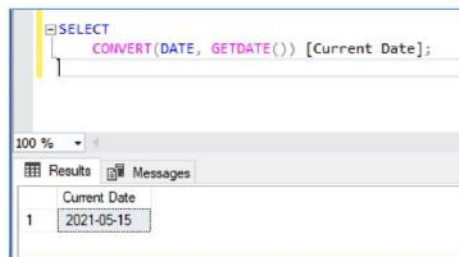 SELECT
CONVERT(DATE, GETDATE()) [Current Date];
100 %
Results Messages
Current Date
1 2021-05-15